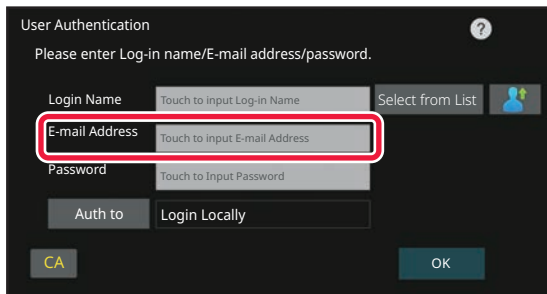 User Authentication
?
Please enter Log-in name/E-mail address/password.
Login Name Touch to input Log-in Name Select from List
E-mail Address Touch to input E-mail Address
Password Touch to Input Password
Auth to Login Locally
CA OK